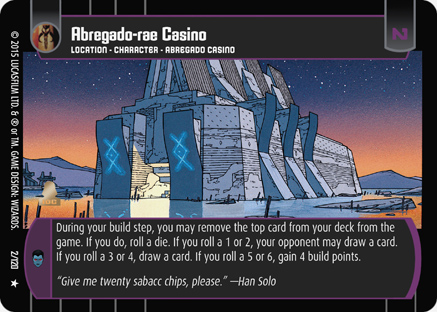 Abregado-rae Casino
LOCATION - CHARACTER - ABREGADO CASINO
N
© 2015 LUCASFILM LTD. & ® or TM. GAME DESIGN: WIZARDS.
2/120
During your build step, you may remove the top card from your deck from the
game. If you do, roll a die. If you roll a 1 or 2, your opponent may draw a card.
If you roll a 3 or 4, draw a card. If you roll a 5 or 6, gain 4 build points.
“Give me twenty sabacc chips, please.” —Han Solo